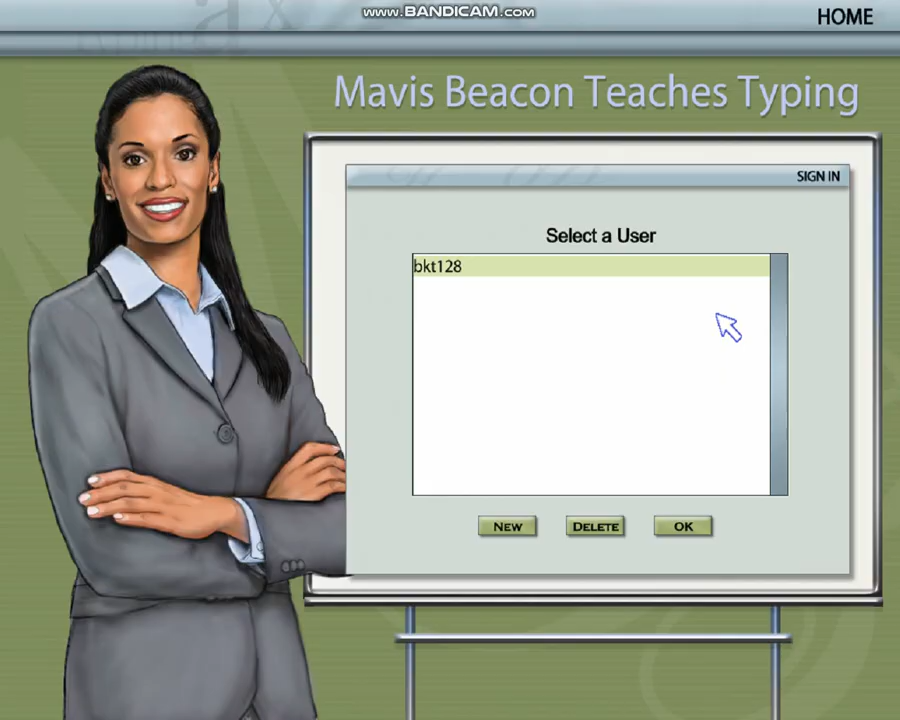 www.BANDICAM.com
HOME
Mavis Beacon Teaches Typing
SIGN IN
Select a User
bkt128
NEW
DELETE
OK